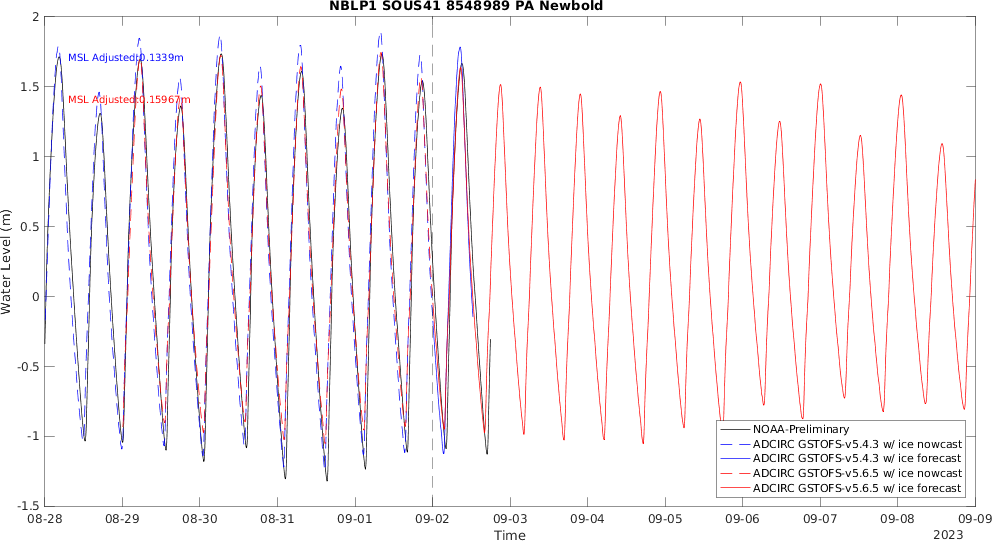 NBLP1 SOUS41 8548989 PA Newbold
2
1.5
1
0.5
0
-0.5
-1
-1.5
Water Level (m)
MSL Adjusted:0.1339m
MSL Adjusted:0.15967m
NOAA-Preliminary
ADCIRC GSTOFS-v5.4.3 w/ ice nowcast
ADCIRC GSTOFS-v5.4.3 w/ ice forecast
ADCIRC GSTOFS-v5.6.5 w/ ice nowcast
ADCIRC GSTOFS-v5.6.5 w/ ice forecast
08-28 08-29 08-30 08-31 09-01 09-02 09-03 09-04 09-05 09-06 09-07 09-08 09-09
Time
2023